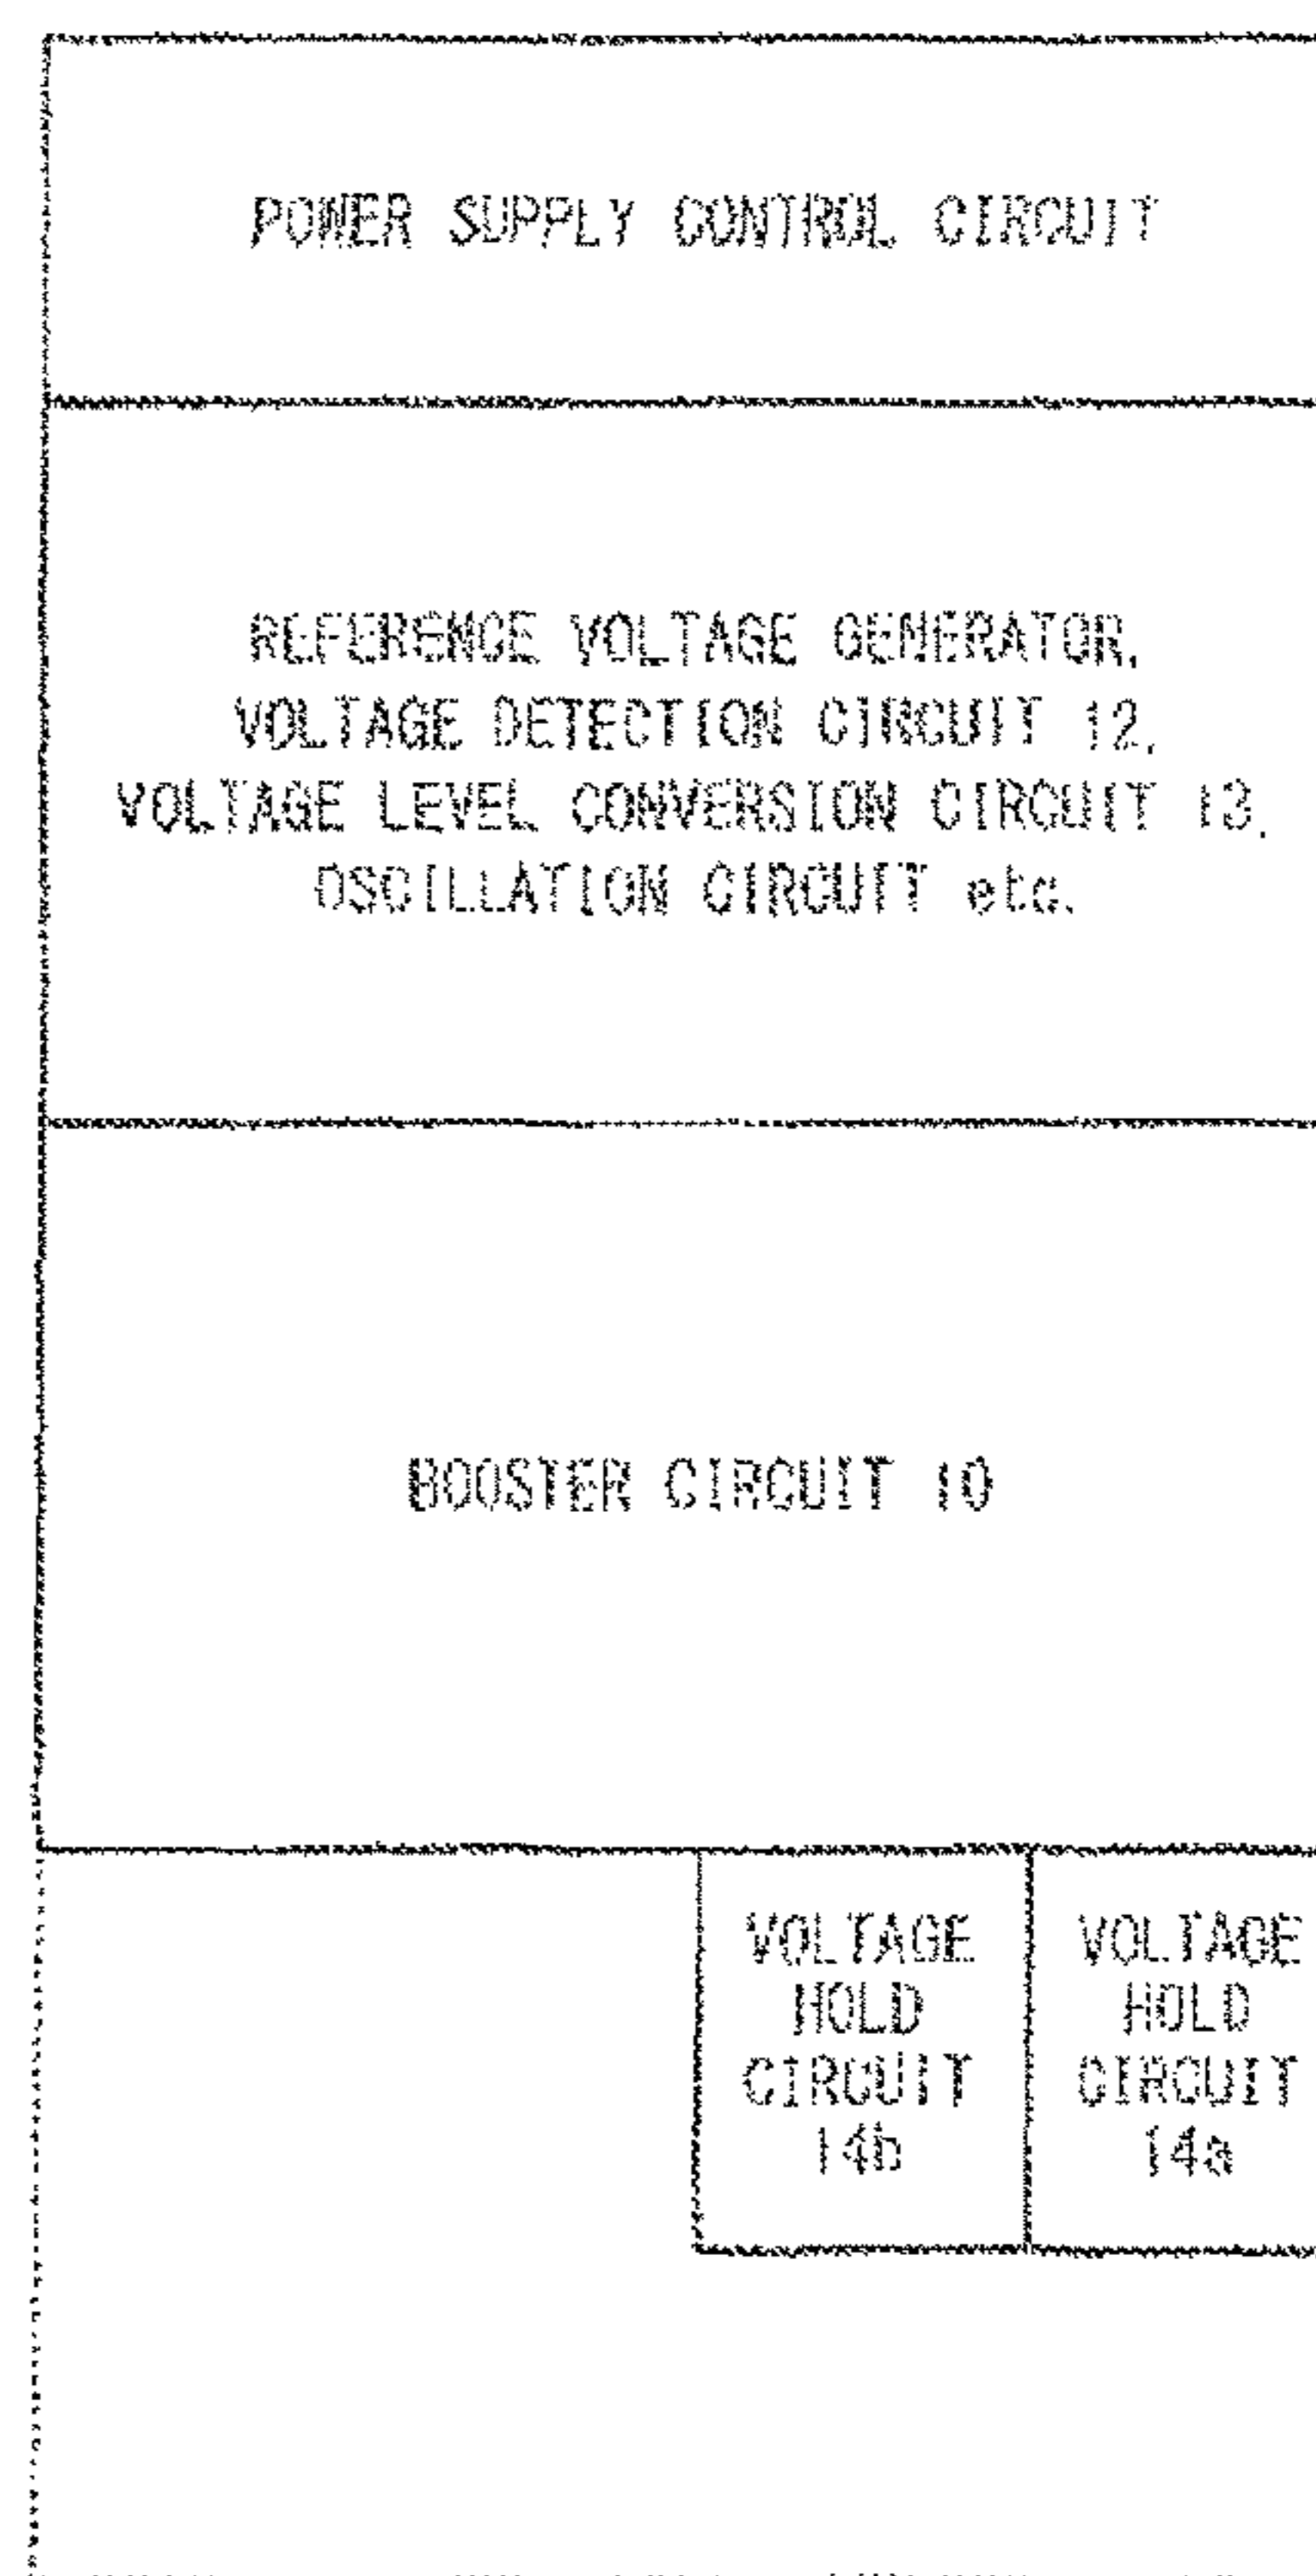 POWER SUPPLY CONTROL CIRCUIT
REFERENCE VOLTAGE GENERATOR,
VOLTAGE DETECTION CIRCUIT 12,
VOLTAGE LEVEL CONVERSION CIRCUIT 13,
OSCILLATION CIRCUIT etc.
BOOSTER CIRCUIT 10
VOLTAGE
HOLD
CIRCUIT
14b
VOLTAGE
HOLD
CIRCUIT
14a